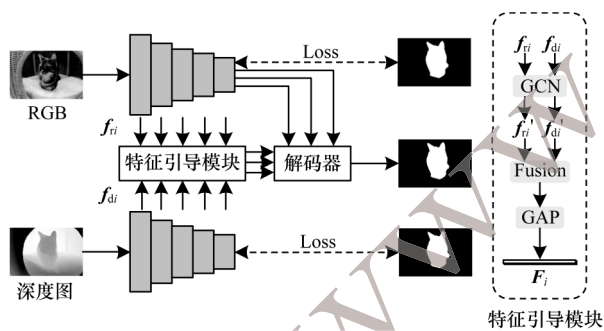 RGB
f_ri
Loss
特征引导模块
解码器
f_di
深度图
Loss
f_ri f_di
GCN
f_ri' f_di'
Fusion
GAP
F_i
特征引导模块